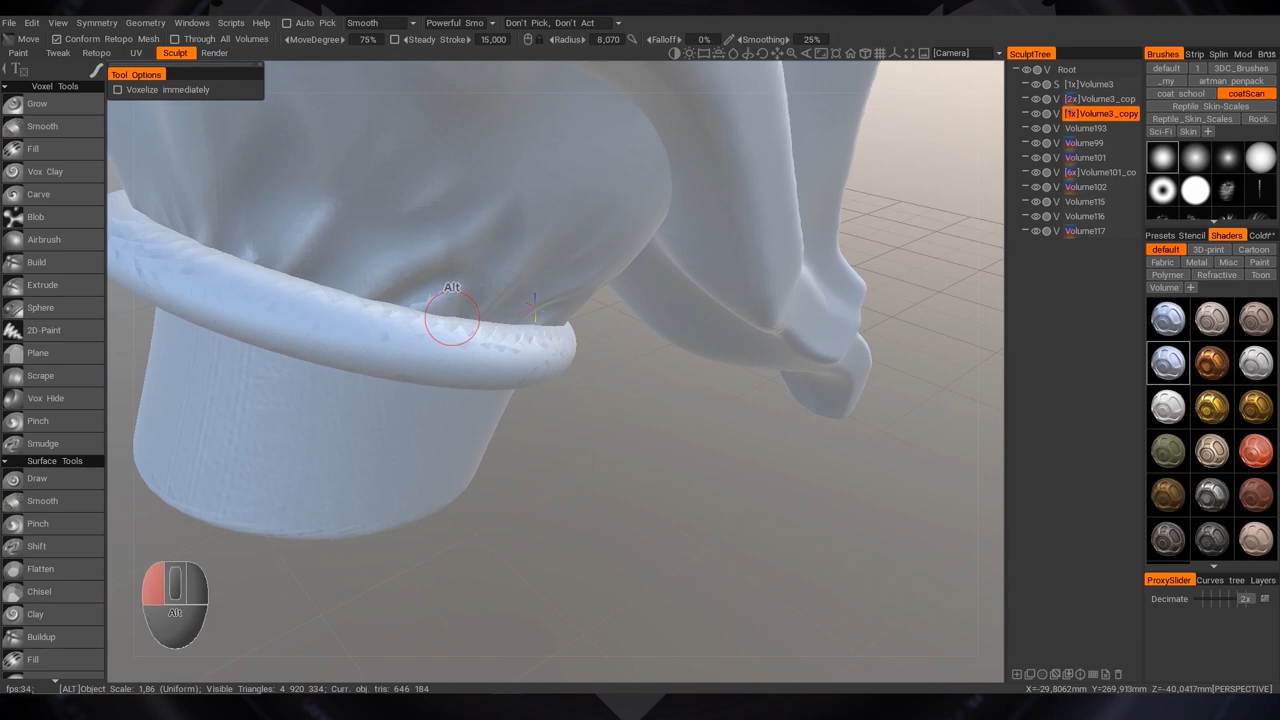 File Edit View Symmetry Geometry Windows Scripts Help Auto Pick Smooth Powerful Smo Don't Pick, Don't Act
Move Conform Retopo Mesh Through All Volumes MoveDegree 75% Steady Stroke 15,000 Radius 8,070 Falloff 0% Smoothing 25%
Paint Tweak Retopo UV Sculpt Render [Camera] SculptTree Brushes Strip Splin Mod
Tool Options
Voxelize immediately
Voxel Tools
Grow
Smooth
Fill
Vox Clay
Carve
Blob
Airbrush
Build
Extrude
Sphere
2D-Paint
Plane
Scrape
Vox Hide
Pinch
Smudge
Surface Tools
Draw
Smooth
Pinch
Shift
Flatten
Chisel
Clay
Buildup
Fill
Alt
Alt
V Root
S [1x]Volume3
V [2x]Volume3_cop
V [1x]Volume3_copy
V Volume193
V Volume99
V Volume101
V [6x]Volume101_co
V Volume102
V Volume115
V Volume116
V Volume117
default 1 3DC_Brushes
_my artman penpack
coat school coatScan
Reptile Skin-Scales
Reptile_Skin_Scales Rock
Sci-Fi Skin +
Presets Stencil Shaders
default 3D-print Cartoon
Fabric Metal Misc Paint
Polymer Refractive Toon
Volume +
ProxySlider Curves tree Layers
Decimate 2x
fps:34; [ALT]Object Scale: 1,86 (Uniform); Visible Triangles: 4 920 334; Curr. obj. tris: 646 184 X=-29,8062mm Y=269,913mm Z=-40,0417mm[PERSPECTIVE]